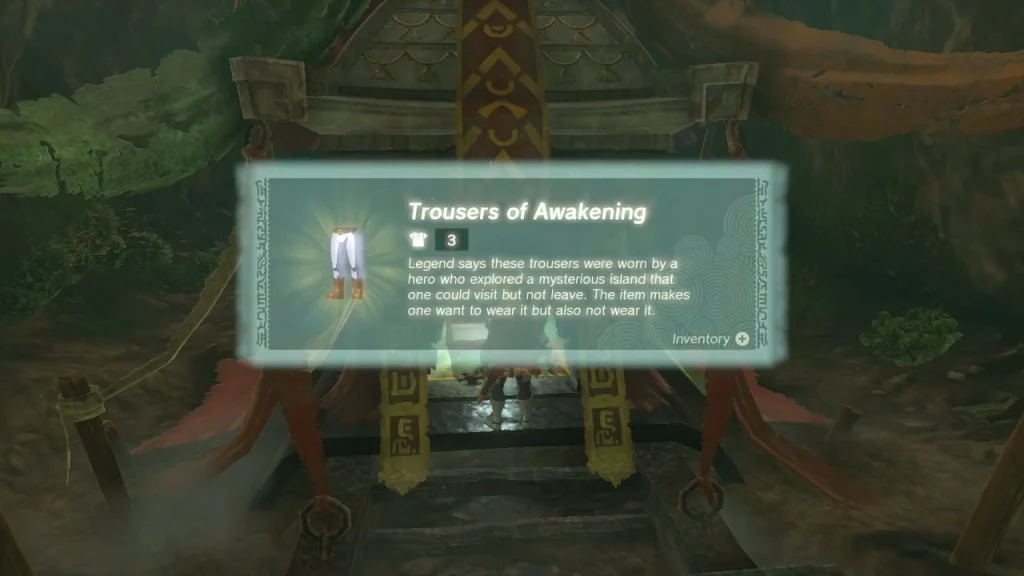 Trousers of Awakening
3
Legend says these trousers were worn by a
hero who explored a mysterious island that
one could visit but not leave. The item makes
one want to wear it but also not wear it.
Inventory